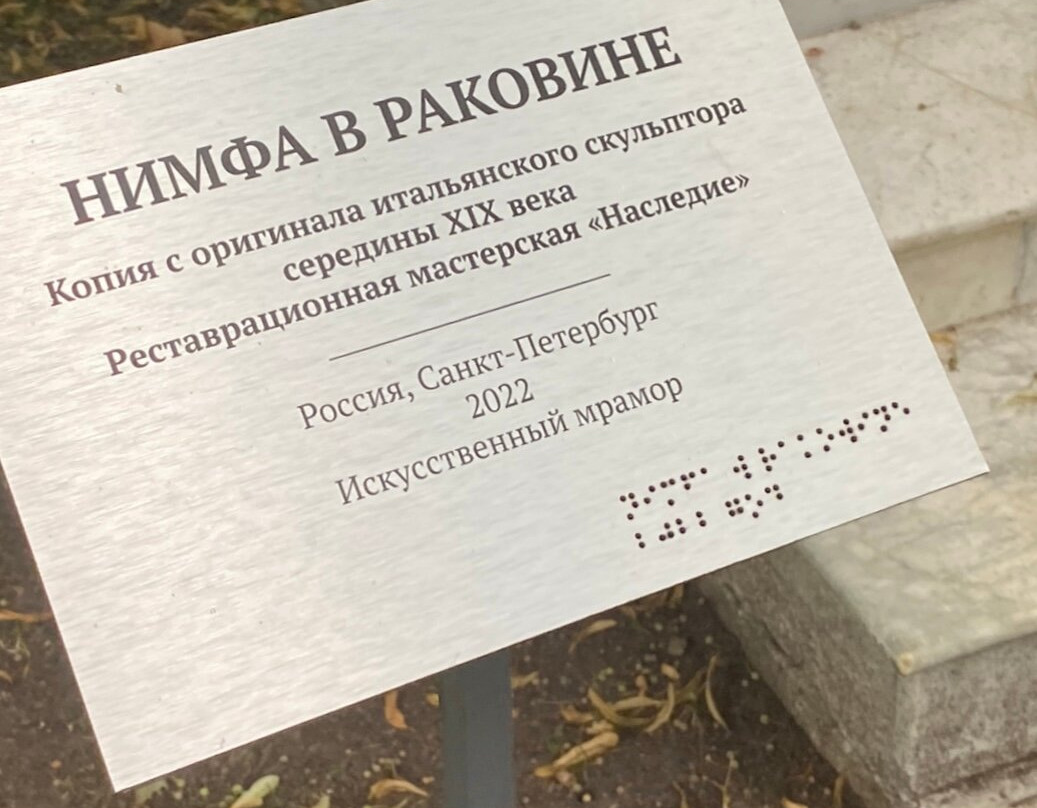 НИМФА В РАКОВИНЕ
Копия с оригинала итальянского скульптора
середины XIX века
Реставрационная мастерская «Наследие»
Россия, Санкт-Петербург
2022
Искусственный мрамор